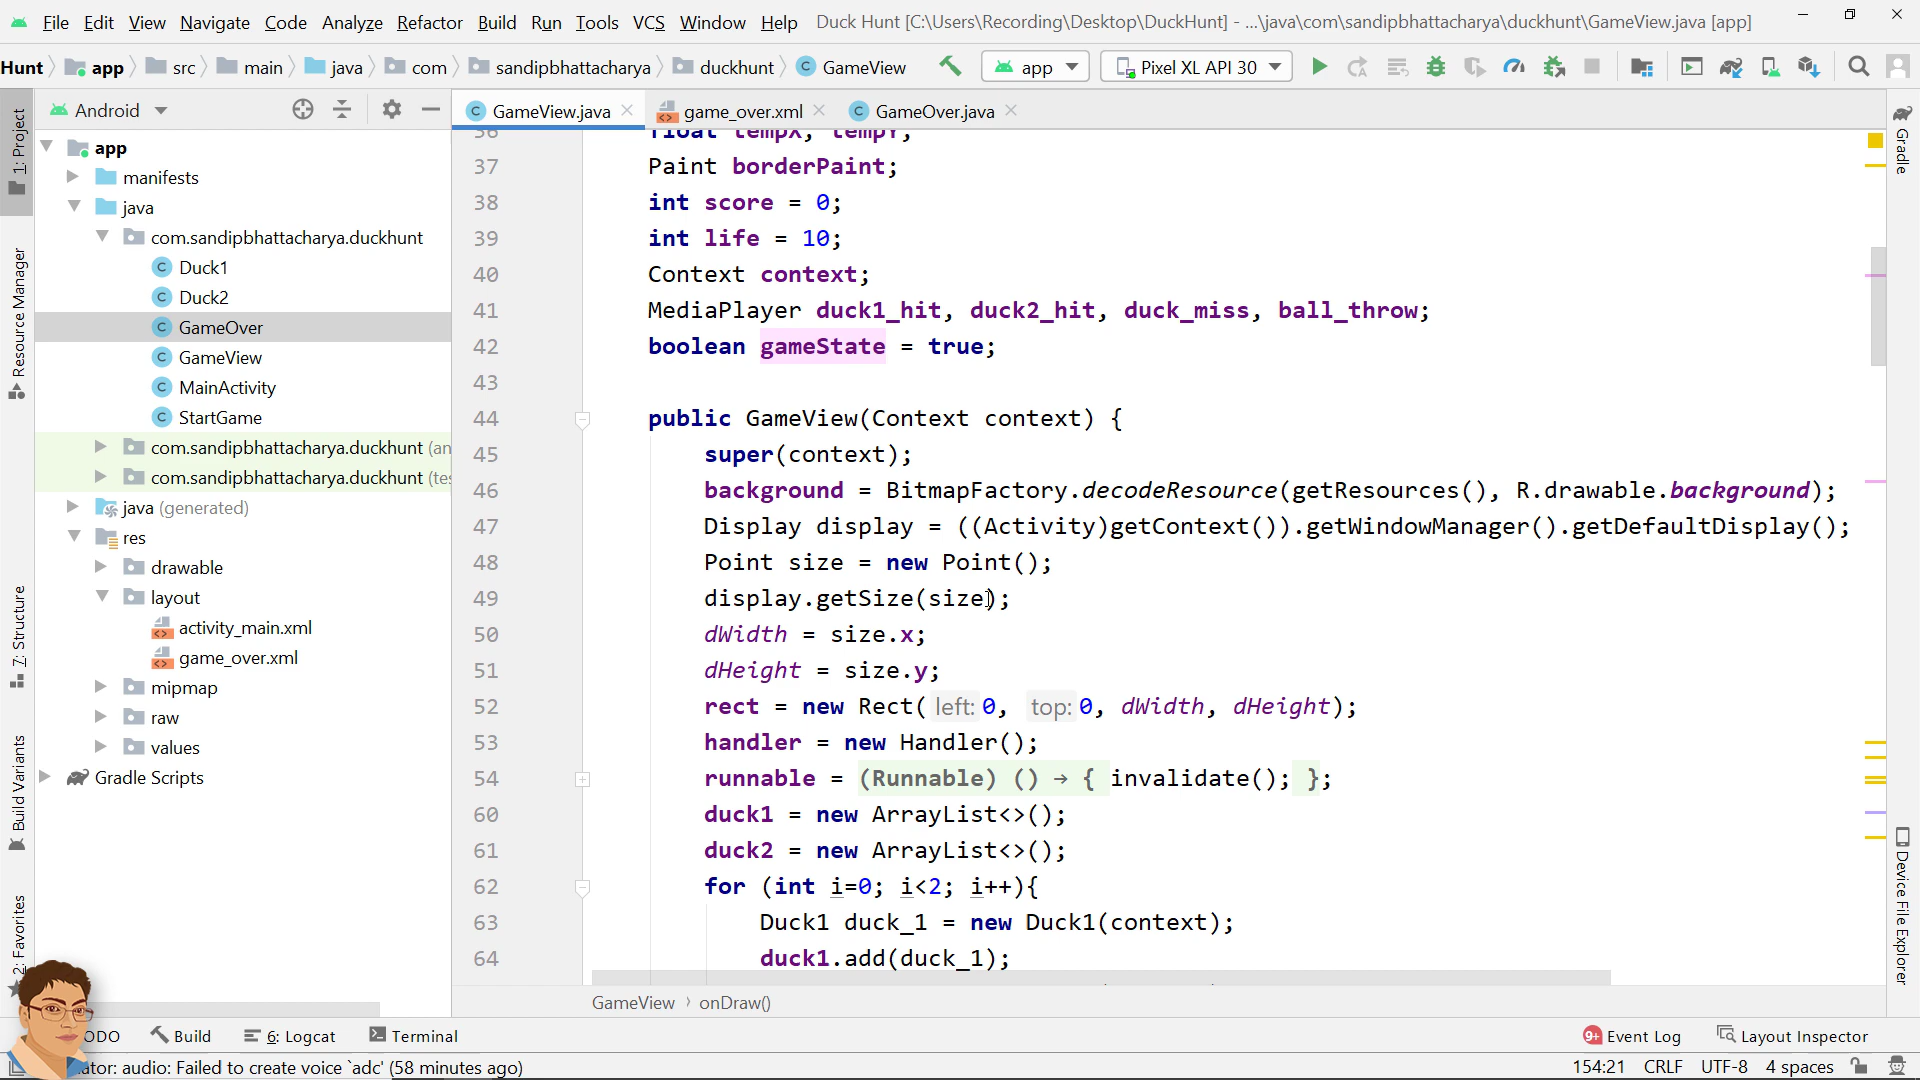 File Edit View Navigate Code Analyze Refactor Build Run Tools VCS Window Help Duck Hunt [C:\Users\Recording\Desktop\DuckHunt] - ...\java\com\sandipbhattacharya\duckhunt\GameView.java [app]
Hunt app src main java com sandipbhattacharya duckhunt GameView app Pixel XL API 30
Android
GameView.java game_over.xml GameOver.java
1: Project
Resource Manager
7: Structure
Build Variants
2: Favorites
app
manifests
java
com.sandipbhattacharya.duckhunt
Duck1
Duck2
GameOver
GameView
MainActivity
StartGame
com.sandipbhattacharya.duckhunt (an
com.sandipbhattacharya.duckhunt (tes
java (generated)
res
drawable
layout
activity_main.xml
game_over.xml
mipmap
raw
values
Gradle Scripts
36 float tempX, tempY;
37 Paint borderPaint;
38 int score = 0;
39 int life = 10;
40 Context context;
41 MediaPlayer duck1_hit, duck2_hit, duck_miss, ball_throw;
42 boolean gameState = true;
43
44 public GameView(Context context) {
45 super(context);
46 background = BitmapFactory.decodeResource(getResources(), R.drawable.background);
47 Display display = ((Activity)getContext()).getWindowManager().getDefaultDisplay();
48 Point size = new Point();
49 display.getSize(size);
50 dWidth = size.x;
51 dHeight = size.y;
52 rect = new Rect( left: 0, top: 0, dWidth, dHeight);
53 handler = new Handler();
54 runnable = (Runnable) () → { invalidate(); };
60 duck1 = new ArrayList<>();
61 duck2 = new ArrayList<>();
62 for (int i=0; i<2; i++){
63 Duck1 duck_1 = new Duck1(context);
64 duck1.add(duck_1);
Gradle
Device File Explorer
GameView onDraw()
ODO Build 6: Logcat Terminal 9+ Event Log Layout Inspector
ator: audio: Failed to create voice `adc' (58 minutes ago) 154:21 CRLF UTF-8 4 spaces